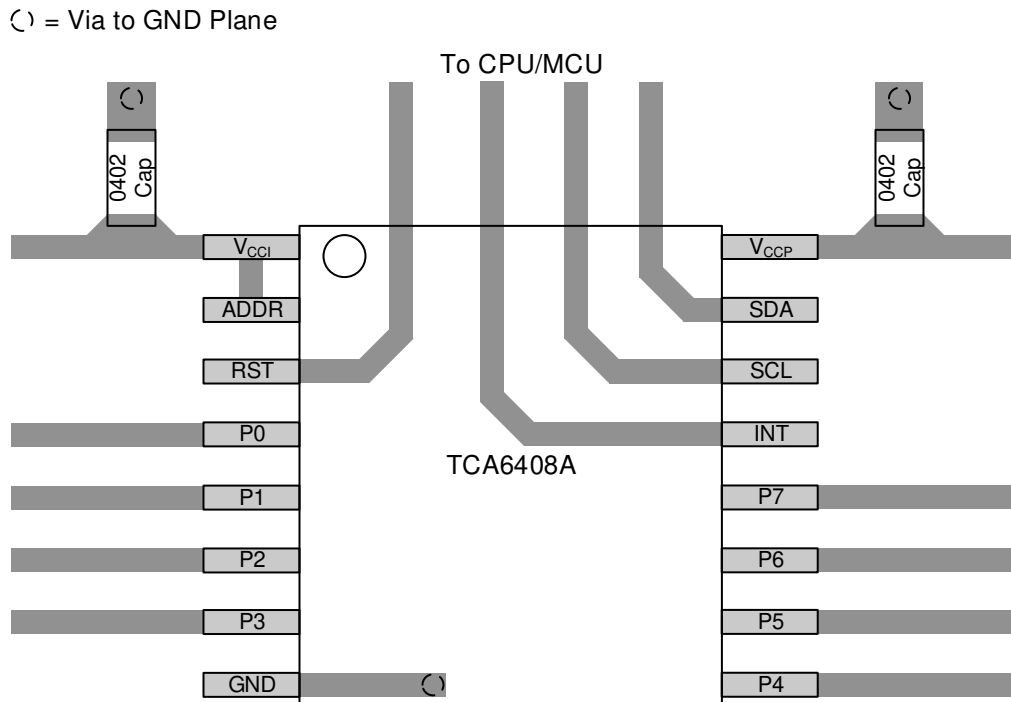 = Via to GND Plane
To CPU/MCU
0402
Cap
0402
Cap
VCCI
VCCP
ADDR
SDA
RST
SCL
P0
INT
TCA6408A
P1
P7
P2
P6
P3
P5
GND
P4